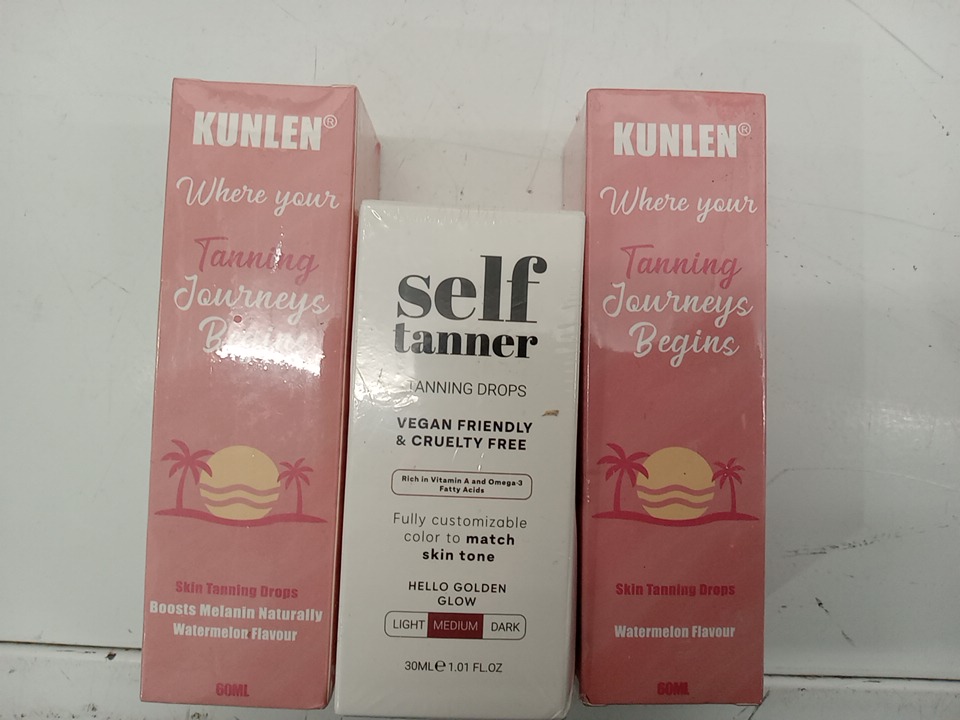 KUNLEN®
Where your
Tanning
Journeys
Begins
Skin Tanning Drops
Boosts Melanin Naturally
Watermelon Flavour
60ML
self
tanner
TANNING DROPS
VEGAN FRIENDLY
& CRUELTY FREE
Rich in Vitamin A and Omega-3
Fatty Acids
Fully customizable
color to match
skin tone
HELLO GOLDEN
GLOW
LIGHT MEDIUM DARK
30ML℮1.01 FL.OZ
KUNLEN®
Where your
Tanning
Journeys
Begins
Skin Tanning Drops
Watermelon Flavour
60ML